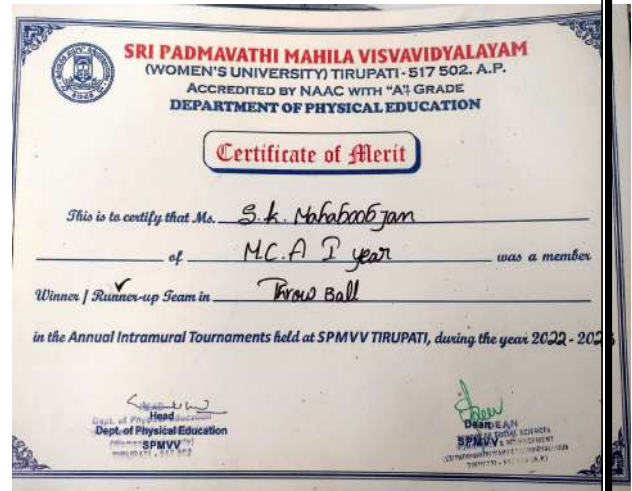 SRI PADMAVATHI MAHILA VISVAVIDYALAYAM
(WOMEN'S UNIVERSITY) TIRUPATI - 517 502. A.P.
ACCREDITED BY NAAC WITH "A+" GRADE
DEPARTMENT OF PHYSICAL EDUCATION
Certificate of Merit
This is to certify that Ms. S.k. Mahaboobjan
of M.C.A I year was a member
Winner / Runner-up Team in Throw Ball
in the Annual Intramural Tournaments held at SPMVV TIRUPATI, during the year 2022 - 202
Head
Dept. of Physical Education
SPMVV
Dean
SPMVV